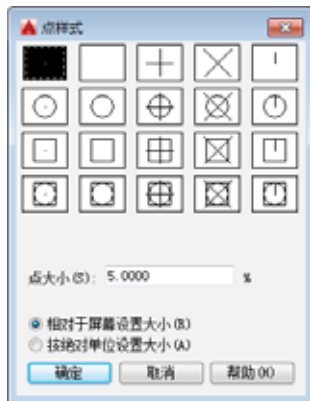 点样式
点大小(S): 5.0000 %
相对于屏幕设置大小(R)
按绝对单位设置大小(A)
确定 取消 帮助(H)